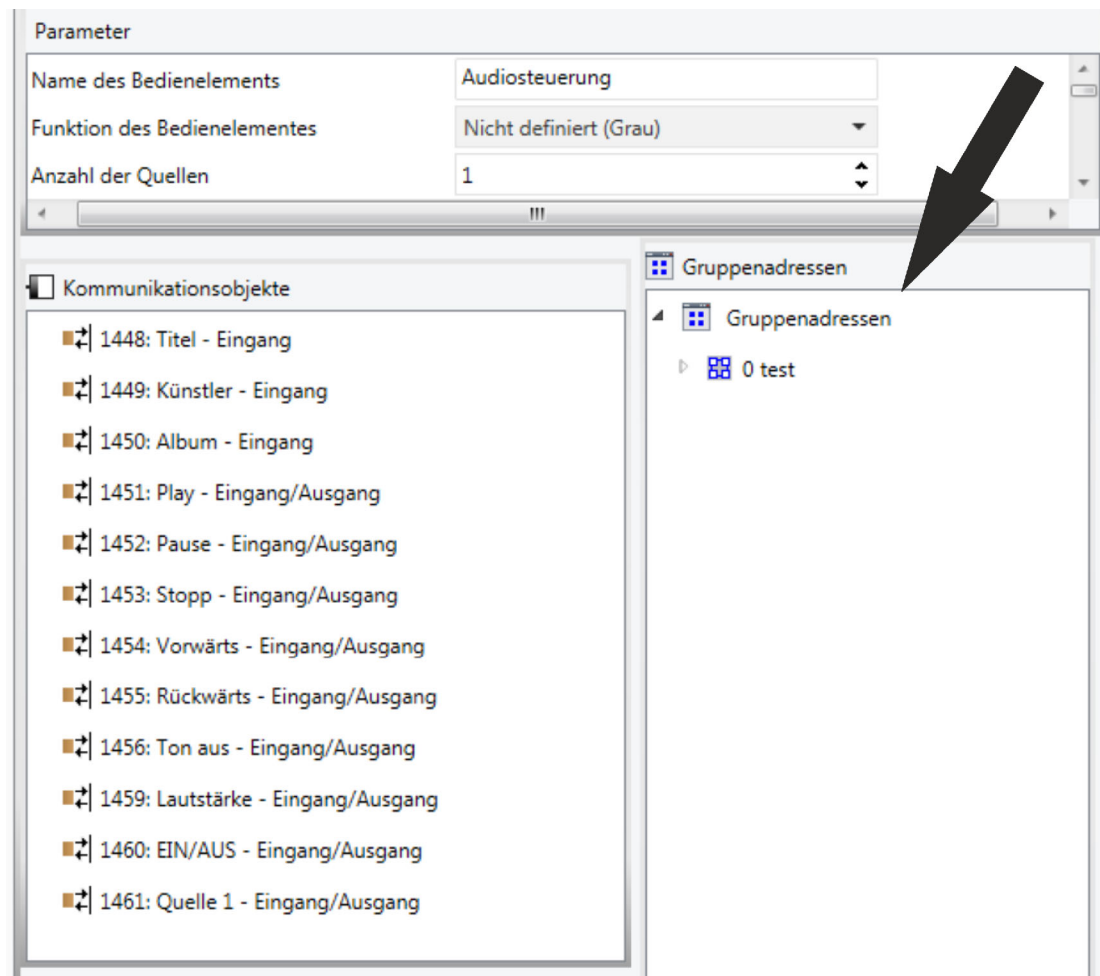 Parameter
Name des Bedienelements Audiosteuerung
Funktion des Bedienelementes Nicht definiert (Grau)
Anzahl der Quellen 1
Kommunikationsobjekte
1448: Titel - Eingang
1449: Künstler - Eingang
1450: Album - Eingang
1451: Play - Eingang/Ausgang
1452: Pause - Eingang/Ausgang
1453: Stopp - Eingang/Ausgang
1454: Vorwärts - Eingang/Ausgang
1455: Rückwärts - Eingang/Ausgang
1456: Ton aus - Eingang/Ausgang
1459: Lautstärke - Eingang/Ausgang
1460: EIN/AUS - Eingang/Ausgang
1461: Quelle 1 - Eingang/Ausgang
Gruppenadressen
Gruppenadressen
0 test